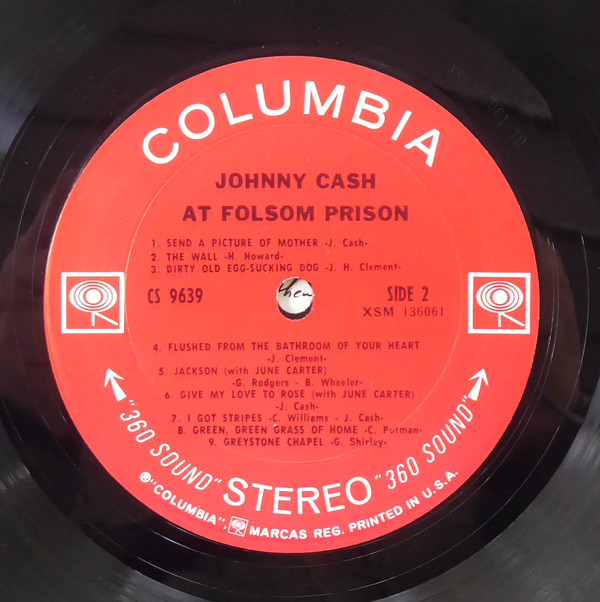 COLUMBIA
JOHNNY CASH
AT FOLSOM PRISON
1. SEND A PICTURE OF MOTHER -J. Cash-
2. THE WALL -H. Howard-
3. DIRTY OLD EGG-SUCKING DOG -J. H. Clement-
CS 9639
then
SIDE 2
XSM 136061
4. FLUSHED FROM THE BATHROOM OF YOUR HEART
-J. Clement-
5. JACKSON (with JUNE CARTER)
-G. Rodgers - B. Wheeler-
6. GIVE MY LOVE TO ROSE (with JUNE CARTER)
-J. Cash-
7. I GOT STRIPES -C. Williams - J. Cash-
8. GREEN, GREEN GRASS OF HOME -C. Putman-
9. GREYSTONE CHAPEL -G. Shirley-
"360 SOUND" STEREO "360 SOUND"
℗"COLUMBIA", MARCAS REG. PRINTED IN U.S.A.